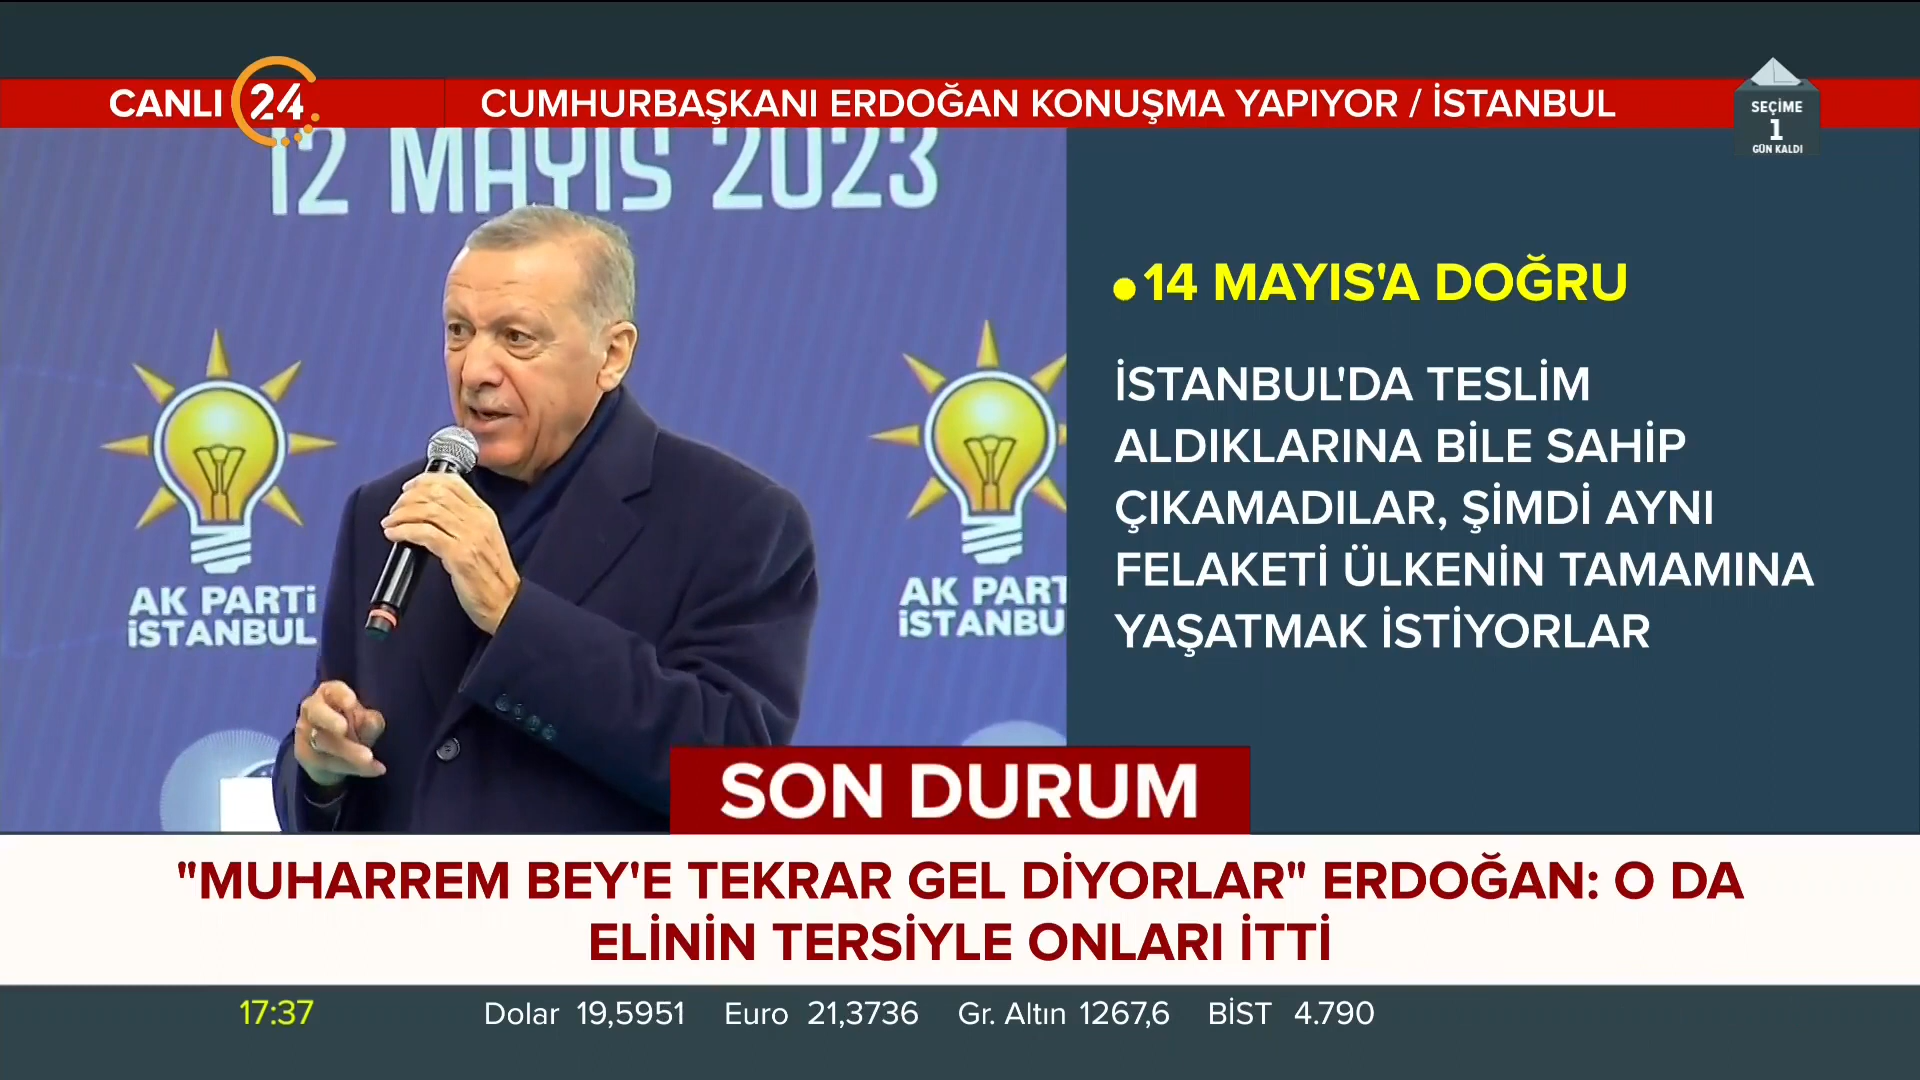 CANLI 24 CUMHURBAŞKANI ERDOĞAN KONUŞMA YAPIYOR / İSTANBUL
SEÇİME
1
GÜN KALDI
12 MAYIS 2023
AK PARTİ
İSTANBUL
AK PART
İSTANBU
14 MAYIS'A DOĞRU
İSTANBUL'DA TESLİM
ALDIKLARINA BİLE SAHİP
ÇIKAMADILAR, ŞİMDİ AYNI
FELAKETİ ÜLKENİN TAMAMINA
YAŞATMAK İSTİYORLAR
SON DURUM
"MUHARREM BEY'E TEKRAR GEL DİYORLAR" ERDOĞAN: O DA
ELİNİN TERSİYLE ONLARI İTTİ
17:37 Dolar 19,5951 Euro 21,3736 Gr. Altın 1267,6 BİST 4.790